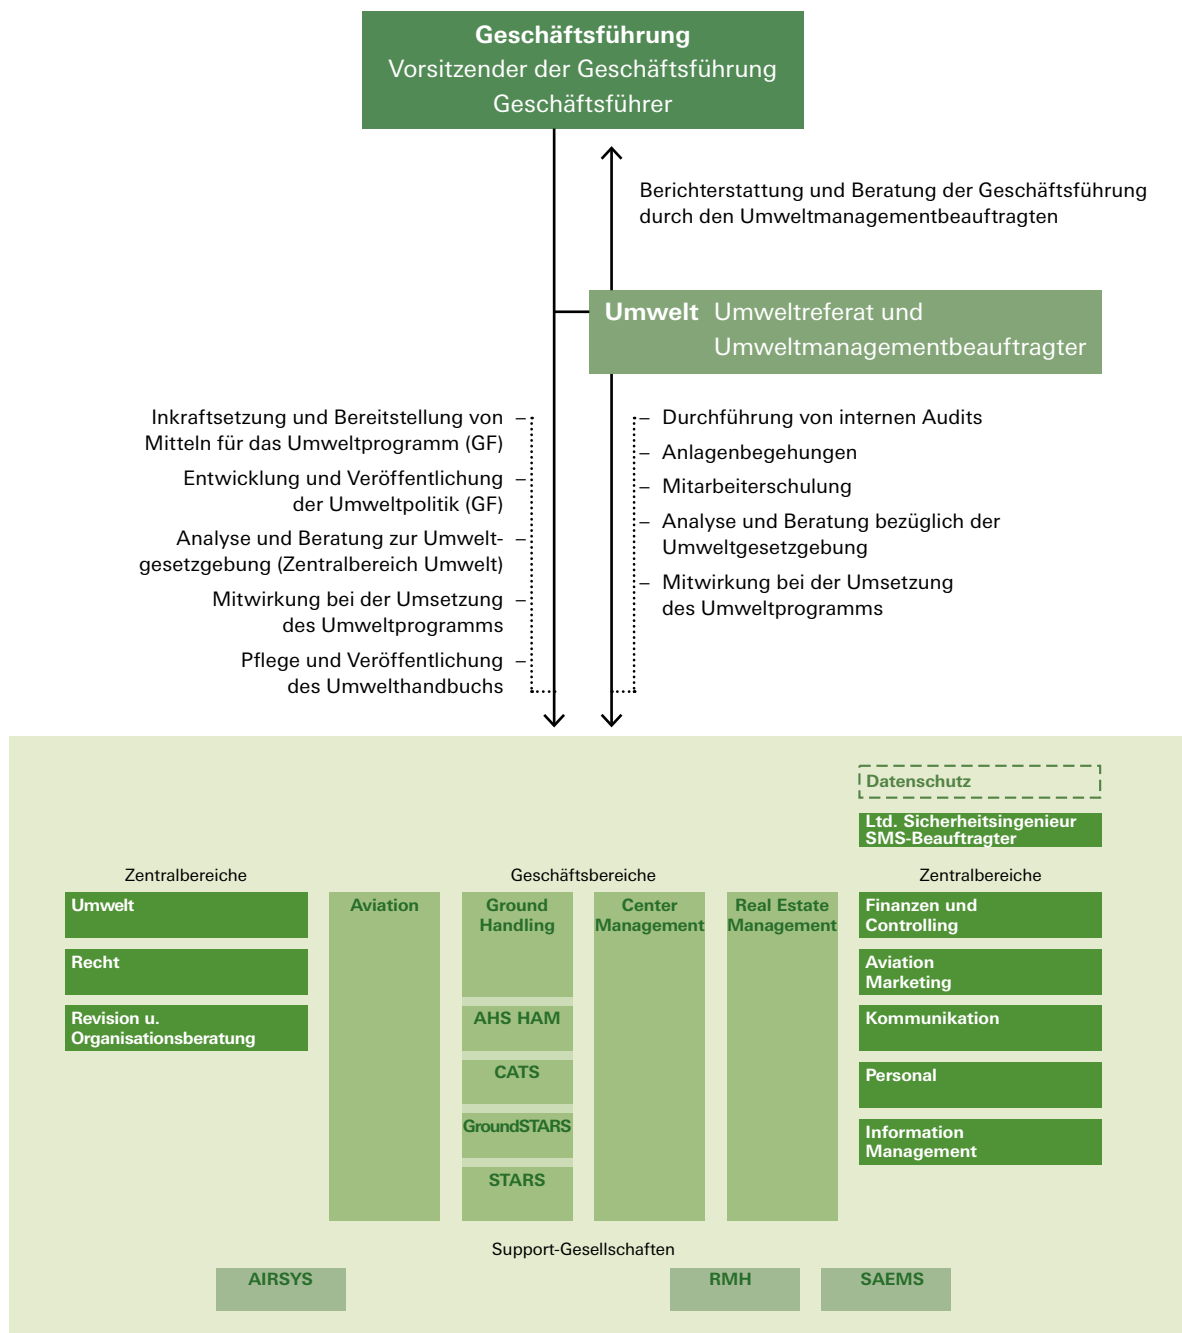 Geschäftsführung
Vorsitzender der Geschäftsführung
Geschäftsführer
Berichterstattung und Beratung der Geschäftsführung
durch den Umweltmanagementbeauftragten
Umwelt Umweltreferat und
Umweltmanagementbeauftragter
Inkraftsetzung und Bereitstellung von –
Mitteln für das Umweltprogramm (GF)
Entwicklung und Veröffentlichung –
der Umweltpolitik (GF)
Analyse und Beratung zur Umwelt- –
gesetzgebung (Zentralbereich Umwelt)
Mitwirkung bei der Umsetzung –
des Umweltprogramms
Pflege und Veröffentlichung –
des Umwelthandbuchs
– Durchführung von internen Audits
– Anlagenbegehungen
– Mitarbeiterschulung
– Analyse und Beratung bezüglich der
Umweltgesetzgebung
– Mitwirkung bei der Umsetzung
des Umweltprogramms
Datenschutz
Ltd. Sicherheitsingenieur
SMS-Beauftragter
Zentralbereiche
Umwelt
Recht
Revision u.
Organisationsberatung
Geschäftsbereiche
Aviation
Ground
Handling
AHS HAM
CATS
GroundSTARS
STARS
Center
Management
Real Estate
Management
Zentralbereiche
Finanzen und
Controlling
Aviation
Marketing
Kommunikation
Personal
Information
Management
Support-Gesellschaften
AIRSYS
RMH
SAEMS